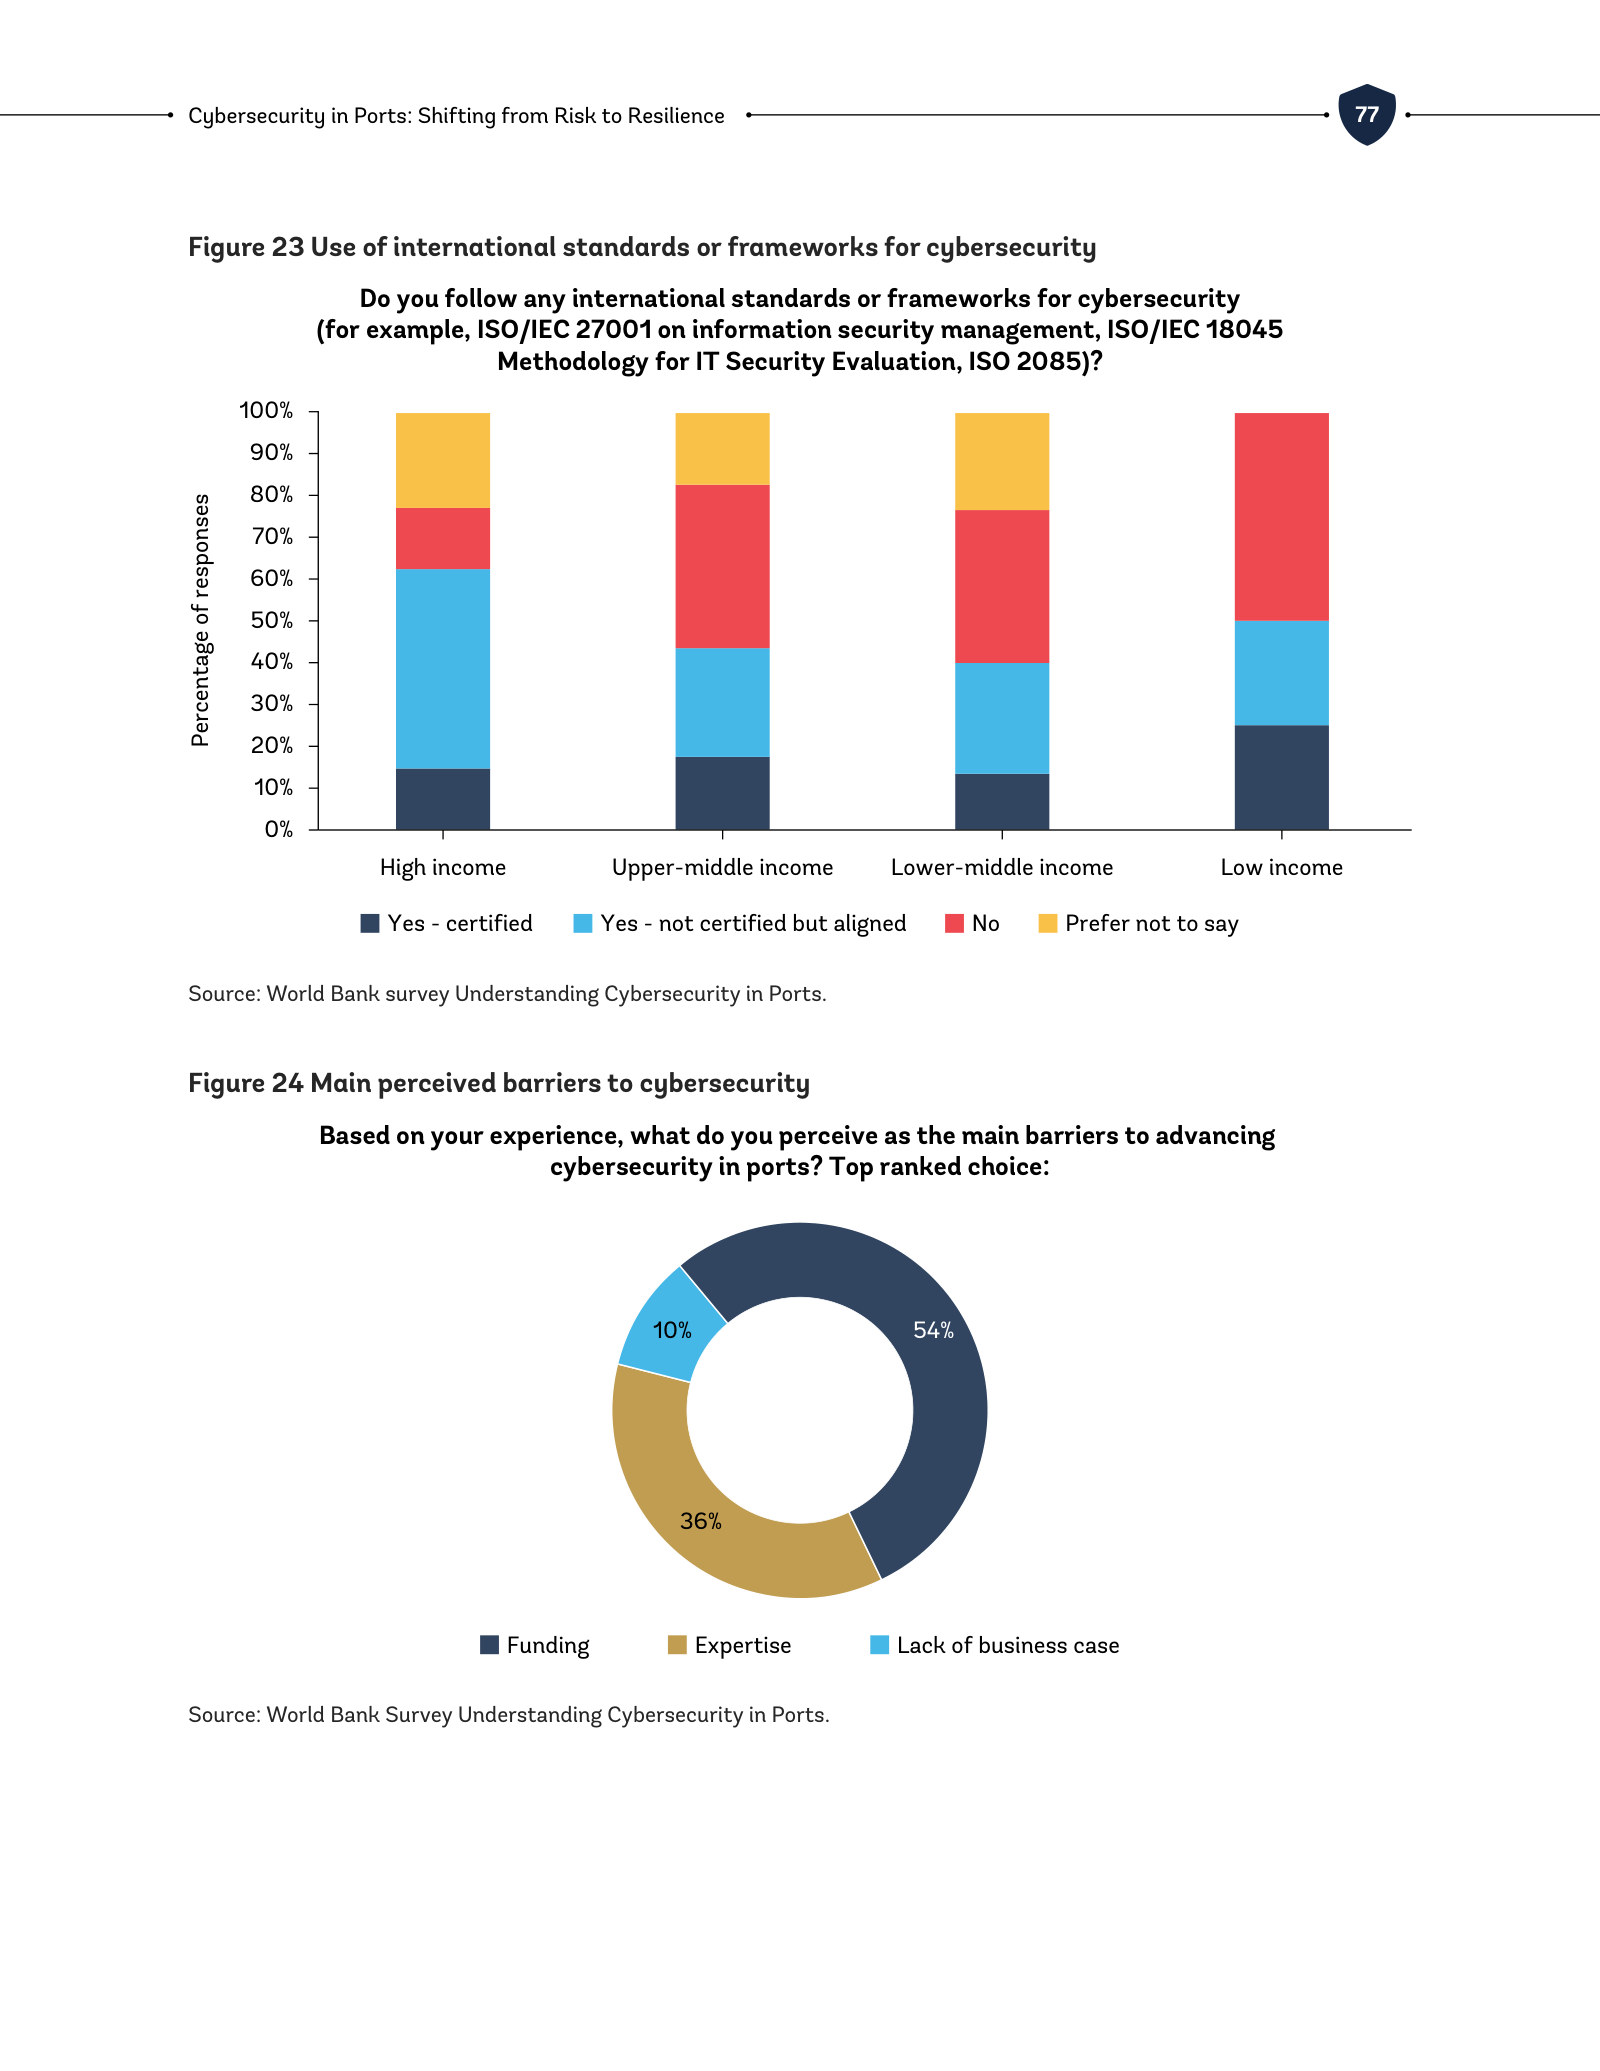 Cybersecurity in Ports: Shifting from Risk to Resilience
77
Figure 23 Use of international standards or frameworks for cybersecurity
Do you follow any international standards or frameworks for cybersecurity
(for example, ISO/IEC 27001 on information security management, ISO/IEC 18045
Methodology for IT Security Evaluation, ISO 2085)?
Percentage of responses
100%
90%
80%
70%
60%
50%
40%
30%
20%
10%
0%
High income
Upper-middle income
Lower-middle income
Low income
Yes - certified
Yes - not certified but aligned
No
Prefer not to say
Source: World Bank survey Understanding Cybersecurity in Ports.
Figure 24 Main perceived barriers to cybersecurity
Based on your experience, what do you perceive as the main barriers to advancing
cybersecurity in ports? Top ranked choice:
10%
54%
36%
Funding
Expertise
Lack of business case
Source: World Bank Survey Understanding Cybersecurity in Ports.